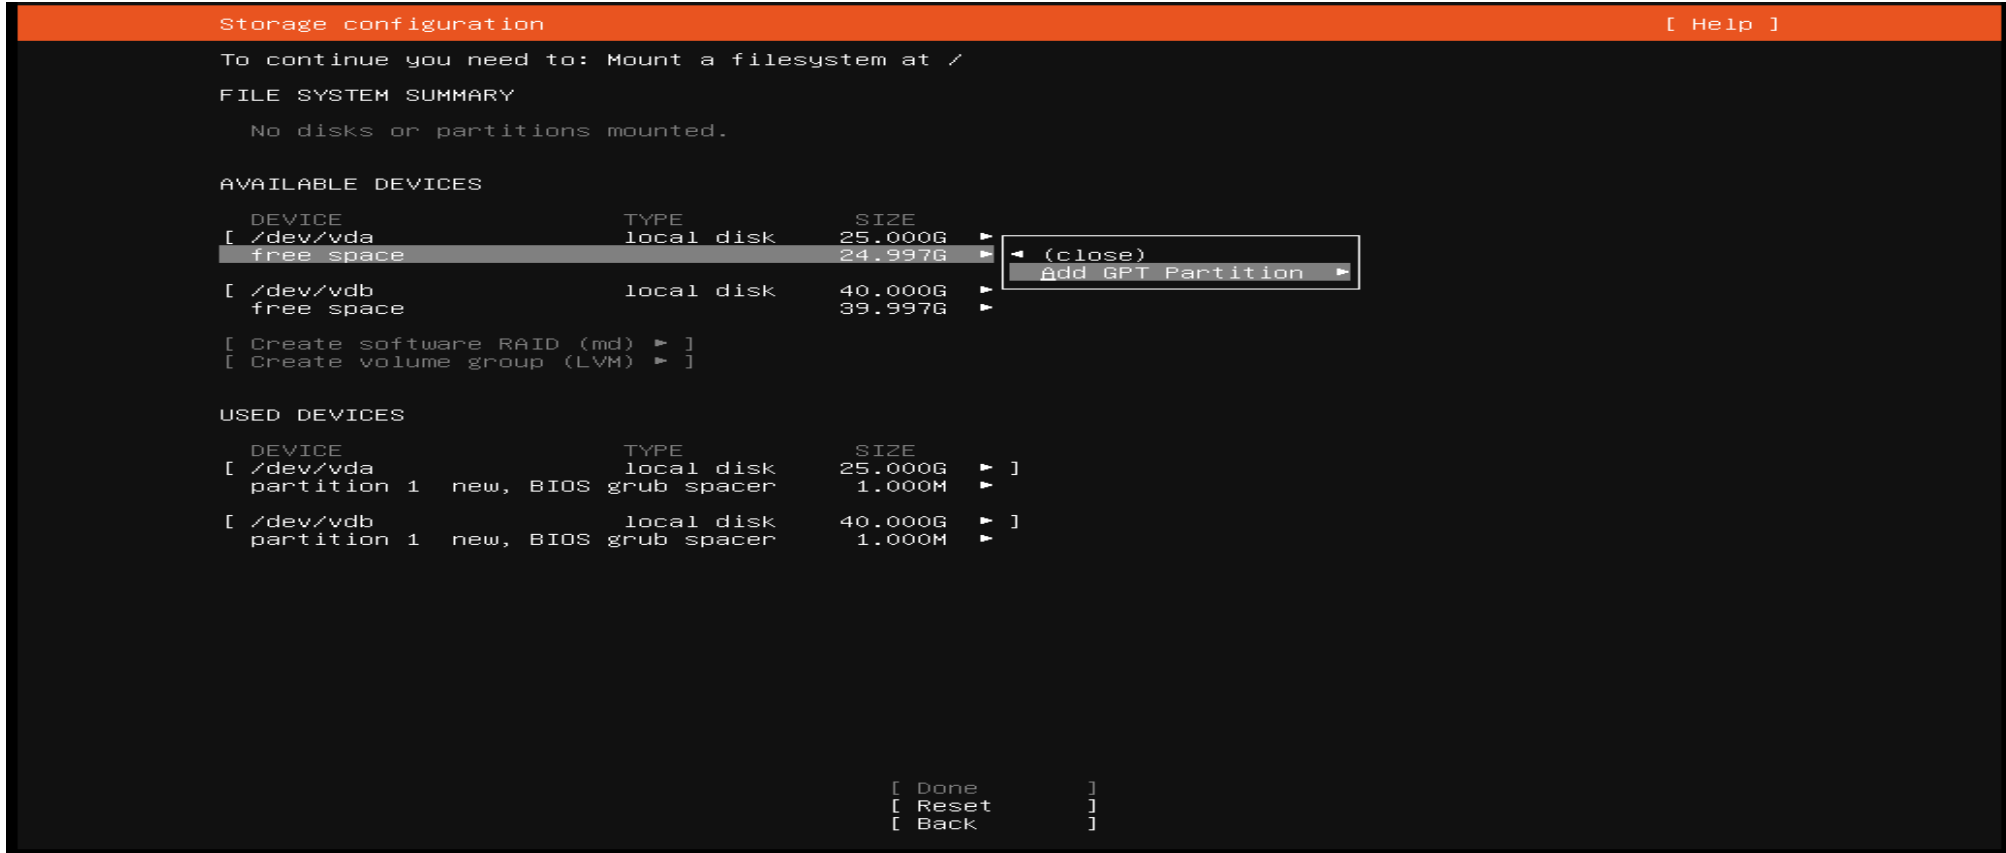 Storage configuration [ Help ]
To continue you need to: Mount a filesystem at /
FILE SYSTEM SUMMARY
No disks or partitions mounted.
AVAILABLE DEVICES
DEVICE TYPE SIZE
[ /dev/vda local disk 25.000G ►
free space 24.997G ► ◄ (close)
Add GPT Partition ►
[ /dev/vdb local disk 40.000G ►
free space 39.997G ►
[ Create software RAID (md) ► ]
[ Create volume group (LVM) ► ]
USED DEVICES
DEVICE TYPE SIZE
[ /dev/vda local disk 25.000G ► ]
partition 1 new, BIOS grub spacer 1.000M ►
[ /dev/vdb local disk 40.000G ► ]
partition 1 new, BIOS grub spacer 1.000M ►
[ Done ]
[ Reset ]
[ Back ]